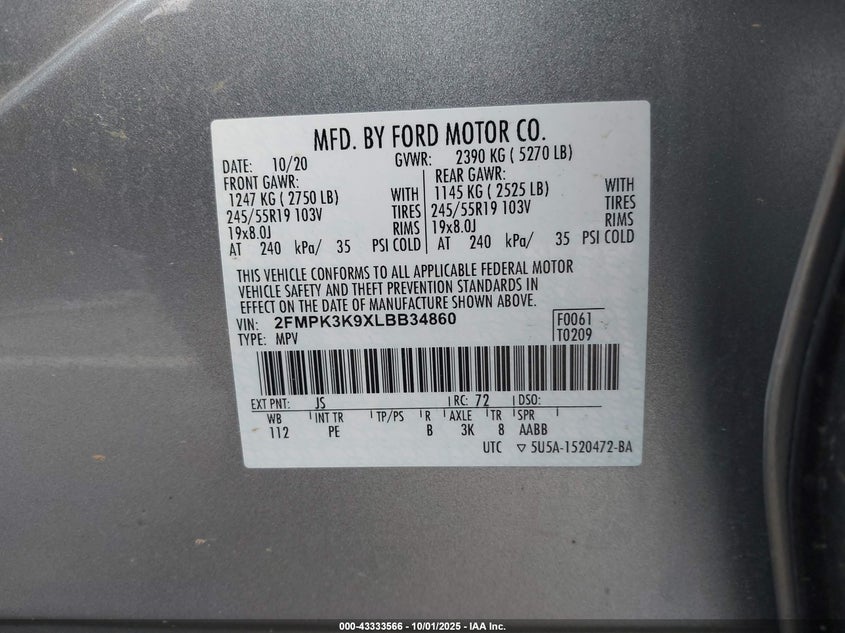 MFD. BY FORD MOTOR CO.
DATE: 10/20 GVWR: 2390 KG ( 5270 LB)
FRONT GAWR: REAR GAWR:
1247 KG ( 2750 LB) WITH 1145 KG ( 2525 LB) WITH
245/55R19 103V TIRES 245/55R19 103V TIRES
19x8.0J RIMS 19x8.0J RIMS
AT 240 kPa/ 35 PSI COLD AT 240 kPa/ 35 PSI COLD
THIS VEHICLE CONFORMS TO ALL APPLICABLE FEDERAL MOTOR
VEHICLE SAFETY AND THEFT PREVENTION STANDARDS IN
EFFECT ON THE DATE OF MANUFACTURE SHOWN ABOVE.
VIN: 2FMPK3K9XLBB34860 F0061
TYPE: MPV T0209
EXT PNT: JS RC: 72 DSO:
WB INT TR TP/PS R AXLE TR SPR
112 PE B 3K 8 AABB
UTC ▽ 5U5A-1520472-BA
000-43333566 • 10/01/2025 • IAA Inc.